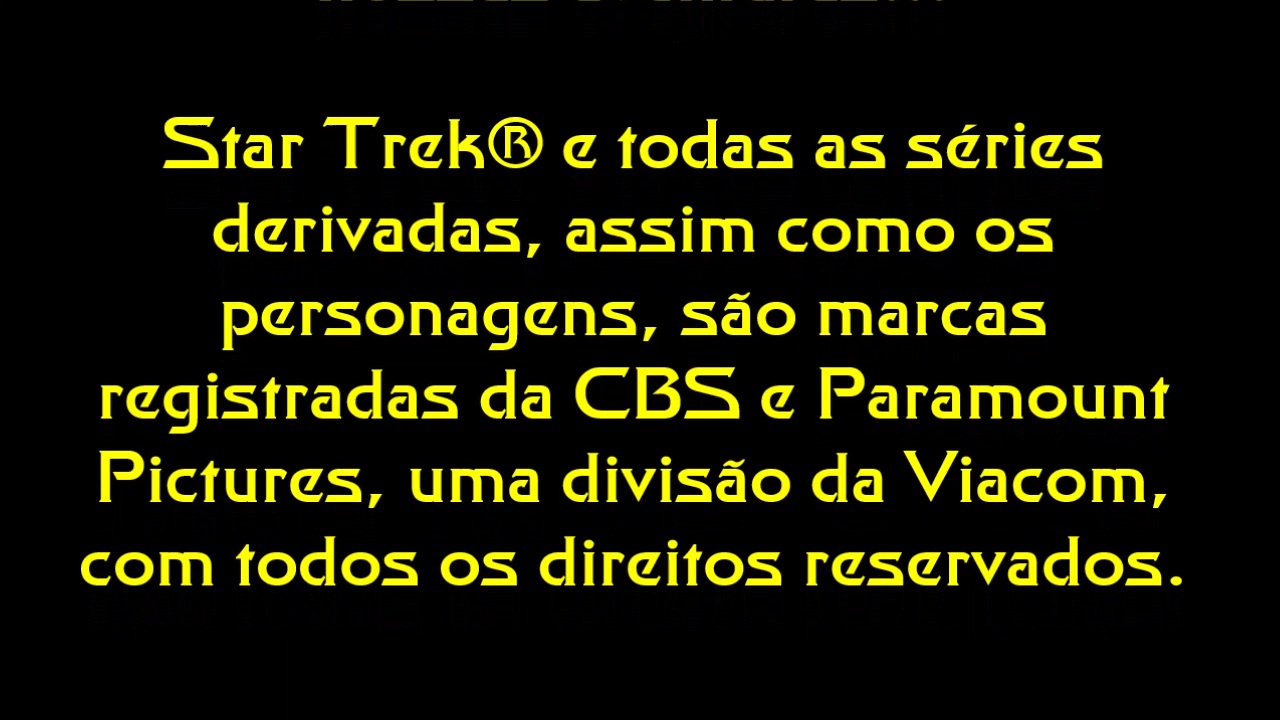 Star Trek® e todas as séries
derivadas, assim como os
personagens, são marcas
registradas da CBS e Paramount
Pictures, uma divisão da Viacom,
com todos os direitos reservados.